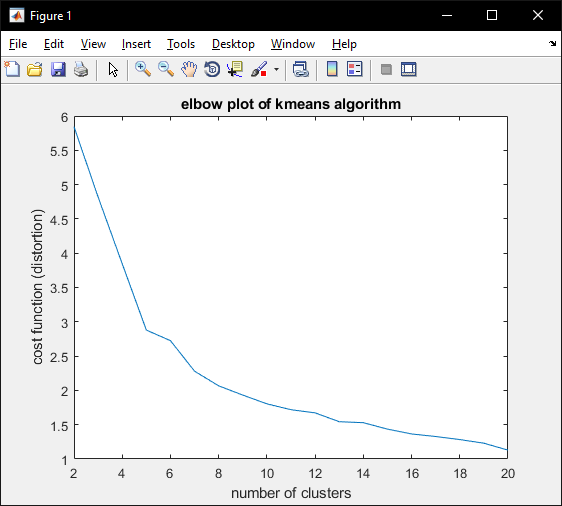 Figure 1
File Edit View Insert Tools Desktop Window Help
elbow plot of kmeans algorithm
6
5.5
5
4.5
4
3.5
3
2.5
2
1.5
1
cost function (distortion)
2 4 6 8 10 12 14 16 18 20
number of clusters